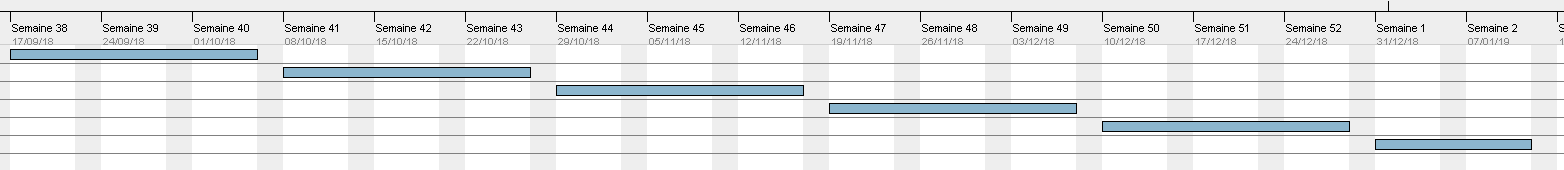 Semaine 38 Semaine 39 Semaine 40 Semaine 41 Semaine 42 Semaine 43 Semaine 44 Semaine 45 Semaine 46 Semaine 47 Semaine 48 Semaine 49 Semaine 50 Semaine 51 Semaine 52 Semaine 1 Semaine 2
17/09/18 24/09/18 01/10/18 08/10/18 15/10/18 22/10/18 29/10/18 05/11/18 12/11/18 19/11/18 26/11/18 03/12/18 10/12/18 17/12/18 24/12/18 31/12/18 07/01/19